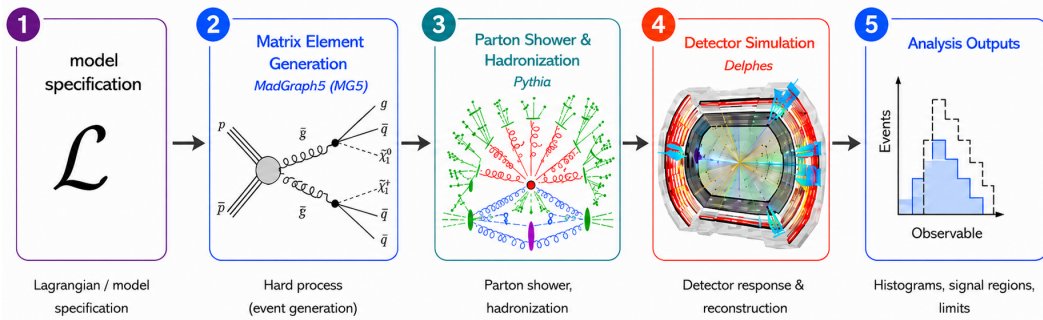 1
model
specification
ℒ
2
Matrix Element
Generation
MadGraph5 (MG5)
p
p̄
g̃
g̃
g
q̄
χ̃₁⁰
χ̃₁⁺
q̄
q̄
3
Parton Shower &
Hadronization
Pythia
4
Detector Simulation
Delphes
5
Analysis Outputs
Events
Observable
Lagrangian / model
specification
Hard process
(event generation)
Parton shower,
hadronization
Detector response &
reconstruction
Histograms, signal regions,
limits